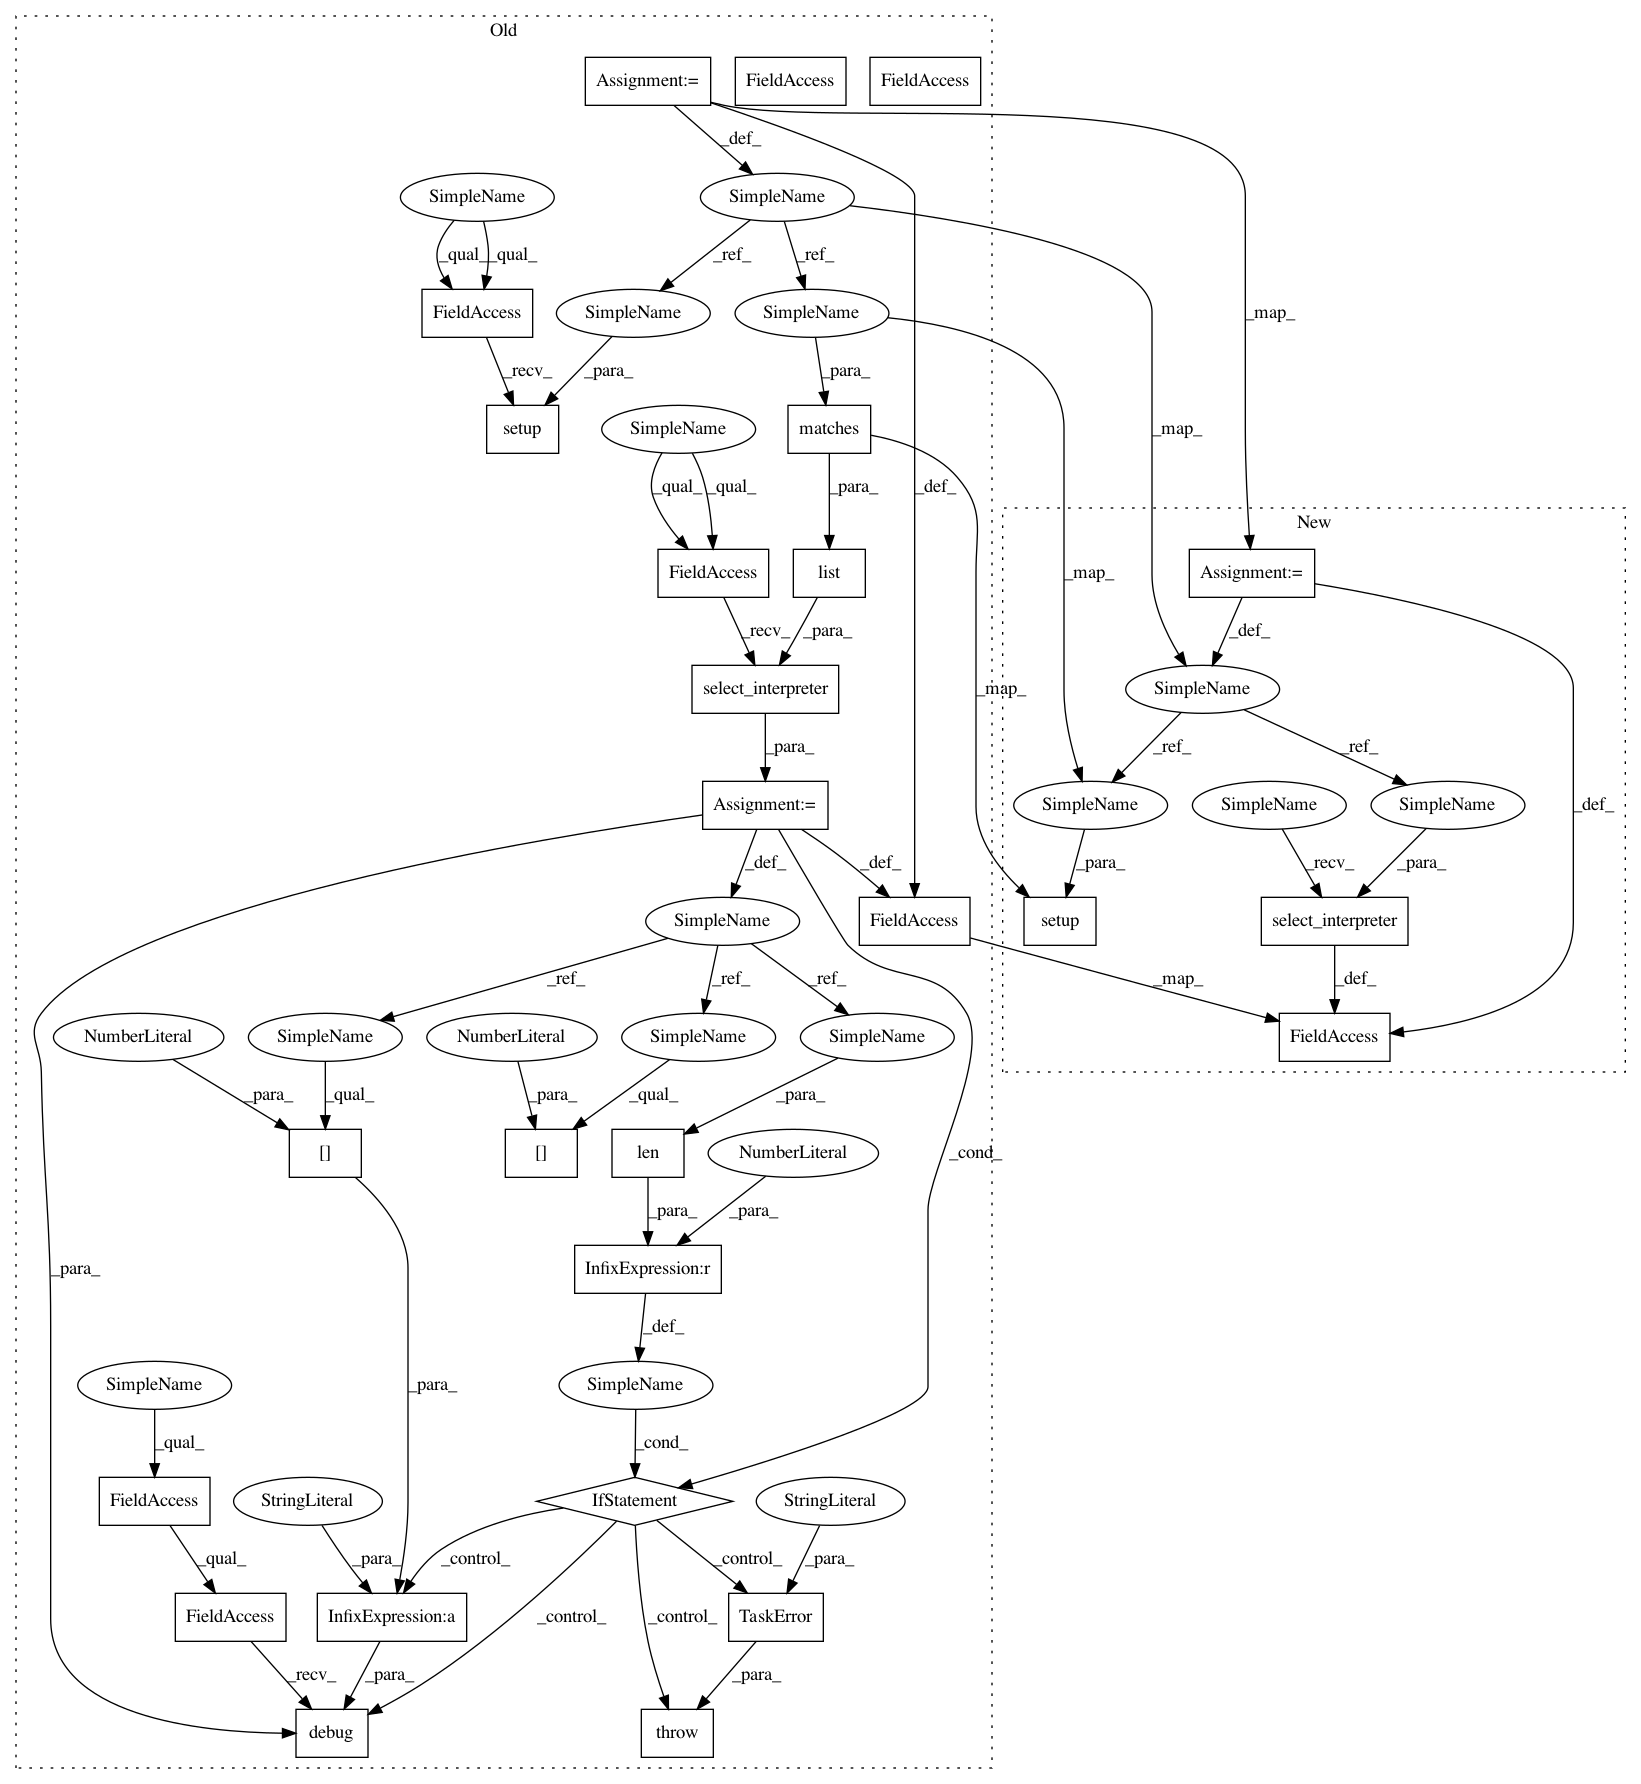 Old
Assignment:=
FieldAccess
FieldAccess
_def_
SimpleName
SimpleName
_qual_
_qual_
_ref_
_ref_
_map_
FieldAccess
SimpleName
SimpleName
_recv_
_para_
_para_
setup
SimpleName
matches
_map_
_qual_
_qual_
_para_
_def_
New
FieldAccess
list
_map_
Assignment:=
_recv_
_para_
_def_
select_interpreter
_map_
SimpleName
_para_
_ref_
_ref_
Assignment:=
SimpleName
SimpleName
SimpleName
_def_
_def_
_def_
_para_
_recv_
_para_
SimpleName
FieldAccess
setup
select_interpreter
_ref_
_ref_
_ref_
_map_
_def_
NumberLiteral
SimpleName
NumberLiteral
SimpleName
SimpleName
FieldAccess
_para_
_qual_
_para_
_qual_
_para_
[]
[]
len
NumberLiteral
_cond_
_para_
_para_
_para_
InfixExpression:r
_def_
SimpleName
SimpleName
_para_
_qual_
_cond_
FieldAccess
StringLiteral
IfStatement
StringLiteral
_qual_
_para_
_control_
_control_
_para_
FieldAccess
InfixExpression:a
_control_
_control_
TaskError
_recv_
_para_
_para_
debug
throw